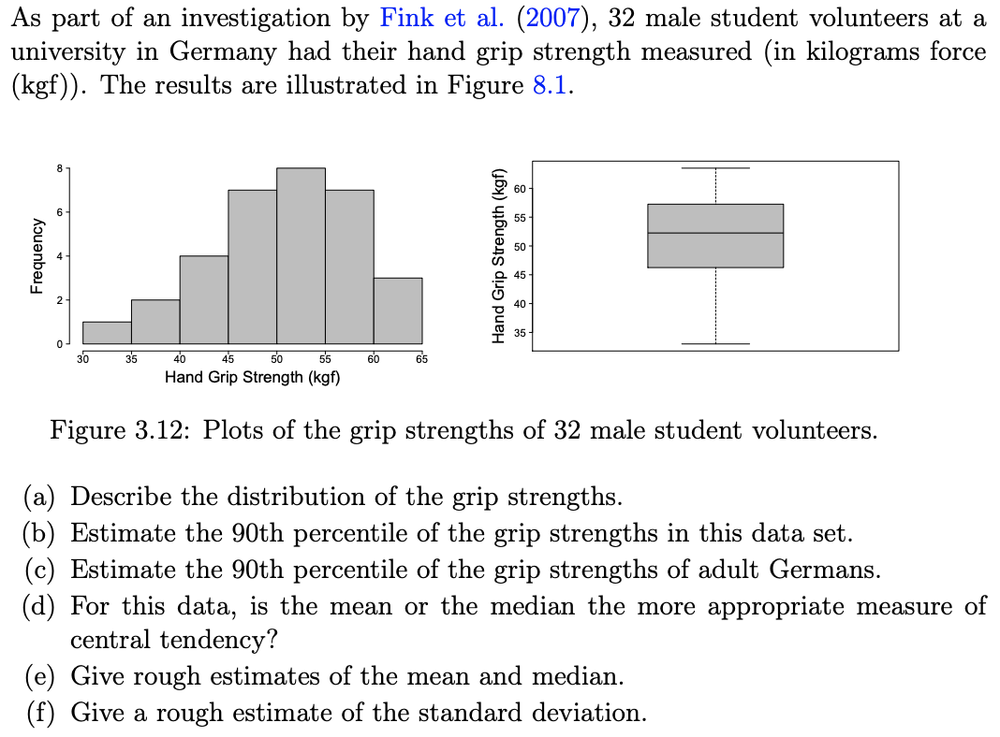 As part of an investigation by Fink et al. (2007), 32 male student volunteers at a
university in Germany had their hand grip strength measured (in kilograms force
(kgf)). The results are illustrated in Figure 8.1.
8
6
4
2
0
Frequency
30 35 40 45 50 55 60 65
Hand Grip Strength (kgf)
60
55
50
45
40
35
Hand Grip Strength (kgf)
Figure 3.12: Plots of the grip strengths of 32 male student volunteers.
(a) Describe the distribution of the grip strengths.
(b) Estimate the 90th percentile of the grip strengths in this data set.
(c) Estimate the 90th percentile of the grip strengths of adult Germans.
(d) For this data, is the mean or the median the more appropriate measure of
central tendency?
(e) Give rough estimates of the mean and median.
(f) Give a rough estimate of the standard deviation.